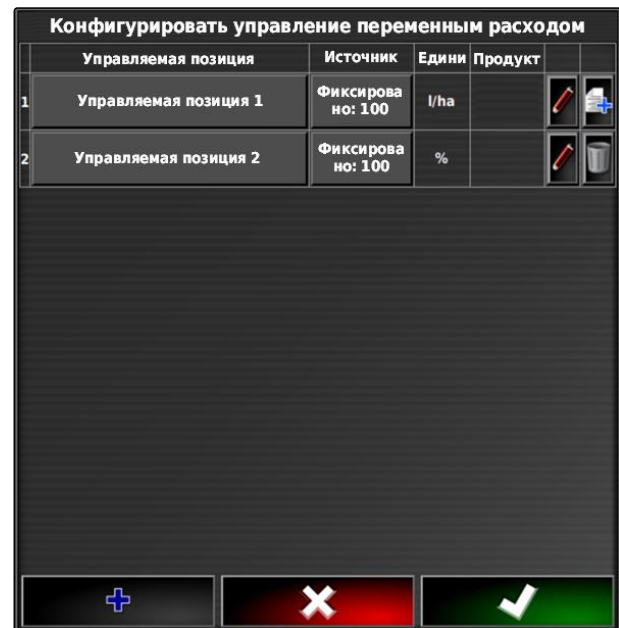 Конфигурировать управление переменным расходом
Управляемая позиция Источник Едини Продукт
1 Управляемая позиция 1 Фиксирова
но: 100 l/ha
2 Управляемая позиция 2 Фиксирова
но: 100 %